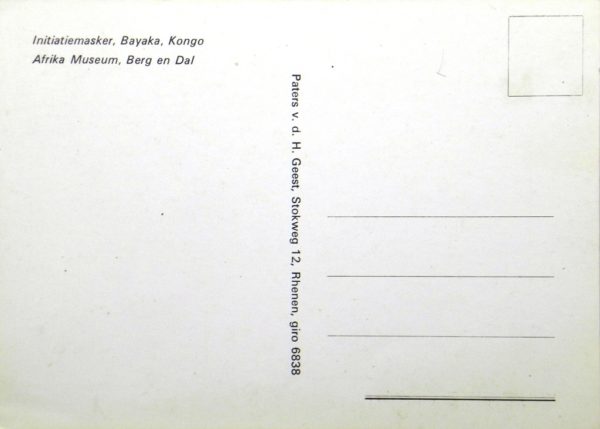 Initiatiemasker, Bayaka, Kongo
Afrika Museum, Berg en Dal
Paters v. d. H. Geest, Stokweg 12, Rhenen, giro 6838